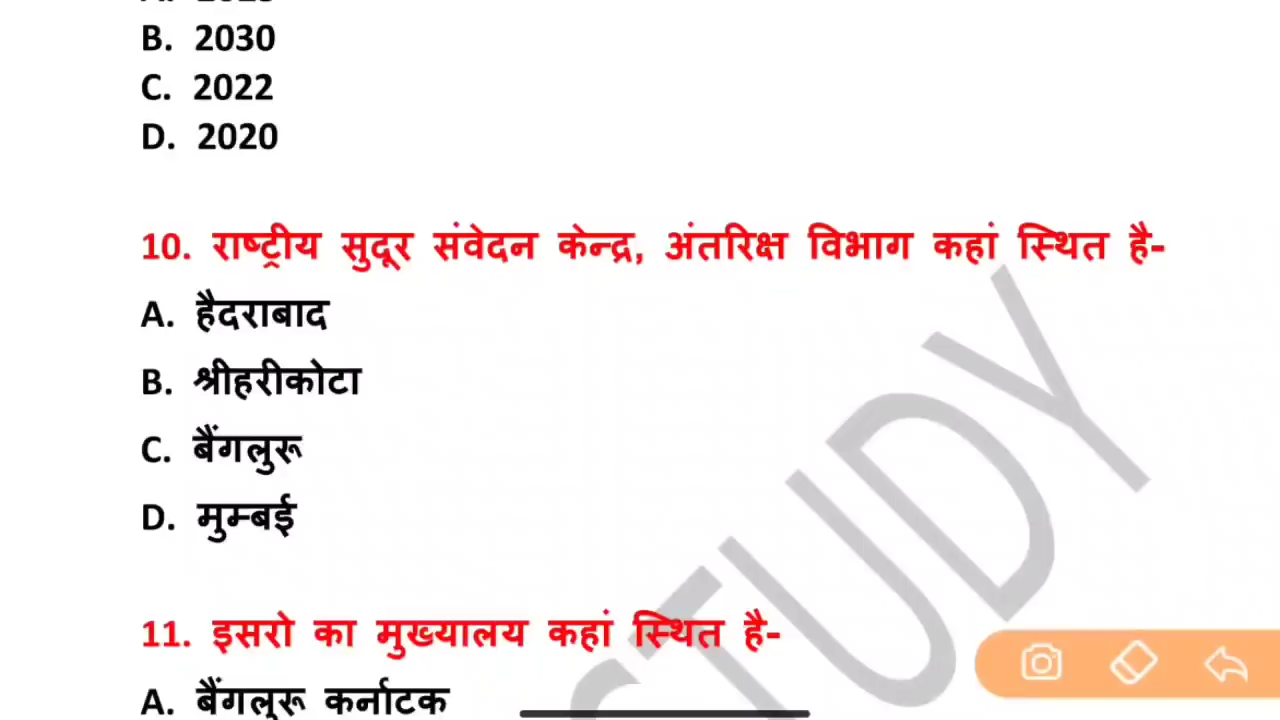 B. 2030
C. 2022
D. 2020
10. राष्ट्रीय सुदूर संवेदन केन्द्र, अंतरिक्ष विभाग कहां स्थित है-
A. हैदराबाद
B. श्रीहरीकोटा
C. बैंगलुरू
D. मुम्बई
11. इसरो का मुख्यालय कहां स्थित है-
A. बैंगलुरू कर्नाटक
STUDY